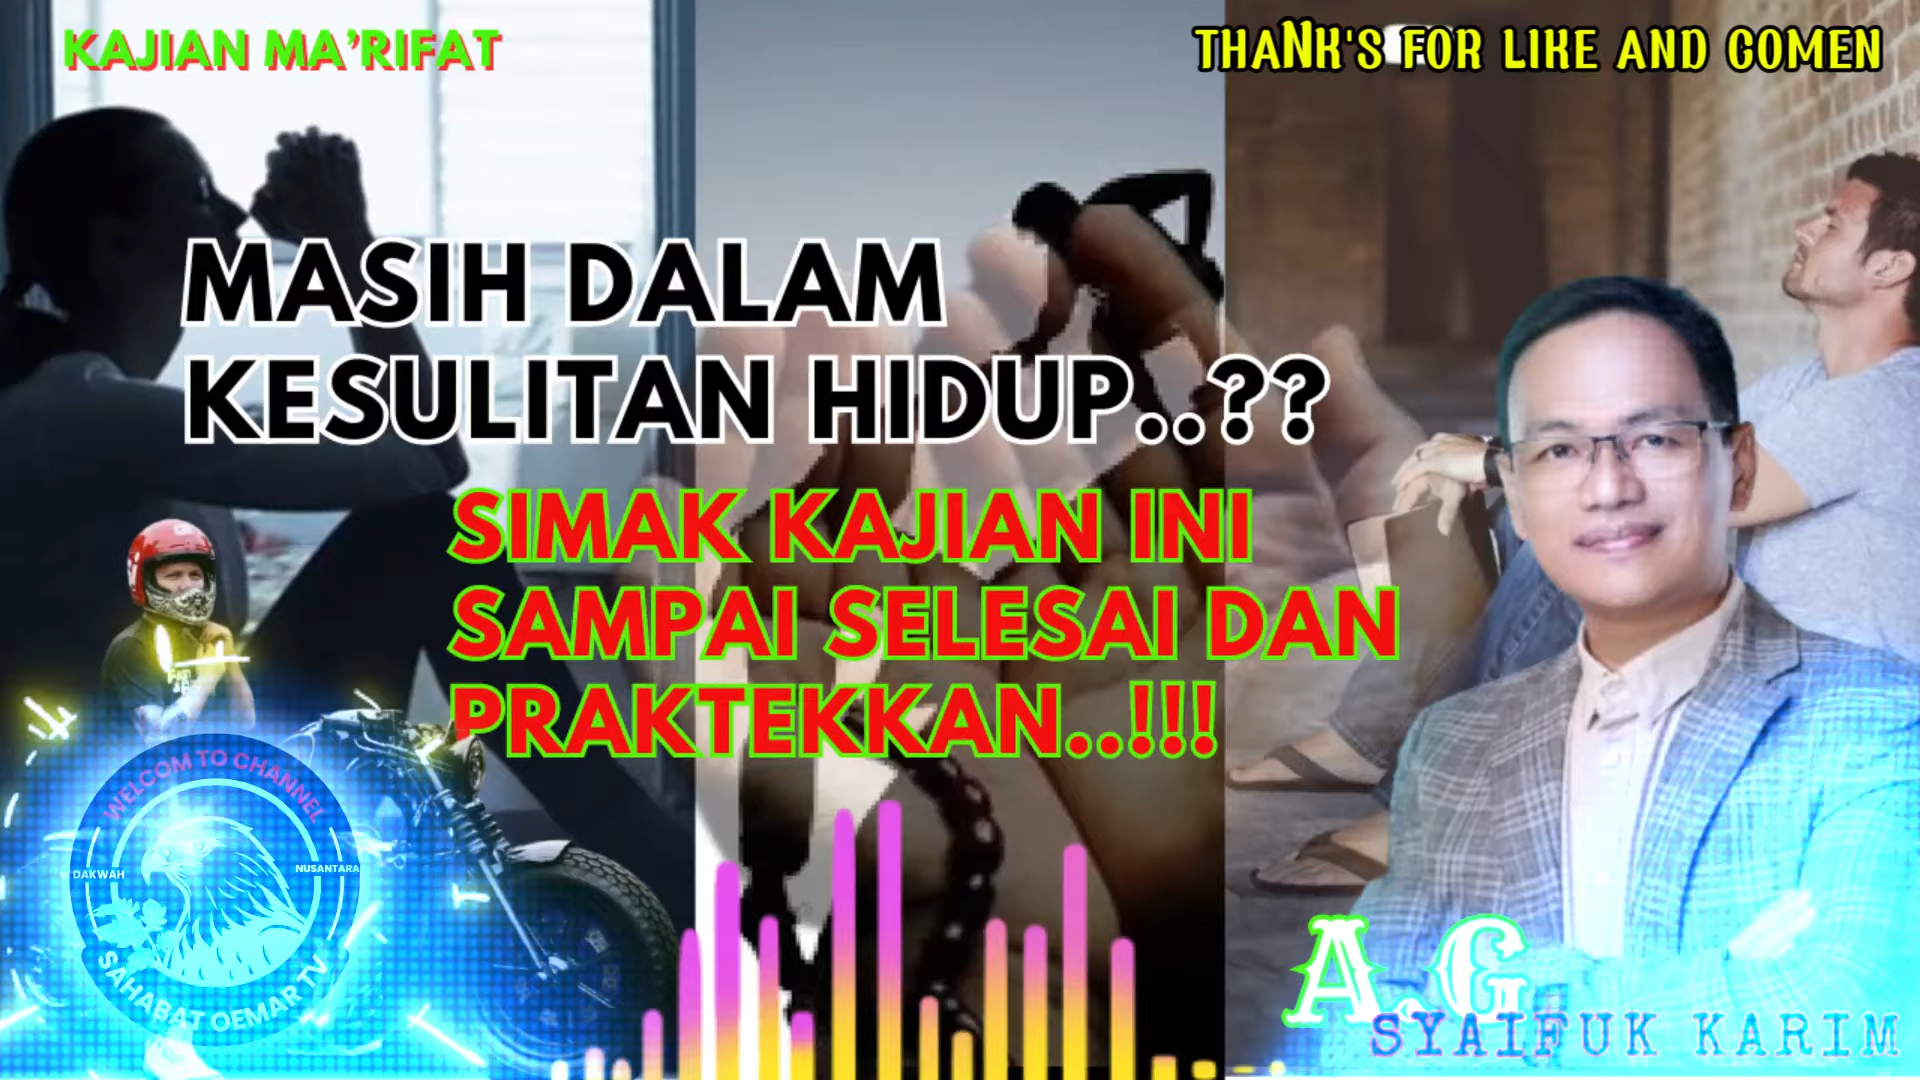 KAJIAN MA'RIFAT
THANK'S FOR LIKE AND COMEN
MASIH DALAM
KESULITAN HIDUP..??
SIMAK KAJIAN INI
SAMPAI SELESAI DAN
PRAKTEKKAN..!!!
WELCOM TO CHANNEL
DAKWAH
NUSANTARA
SAHABAT OEMAR TV
A.G
SYAIFUK KARIM